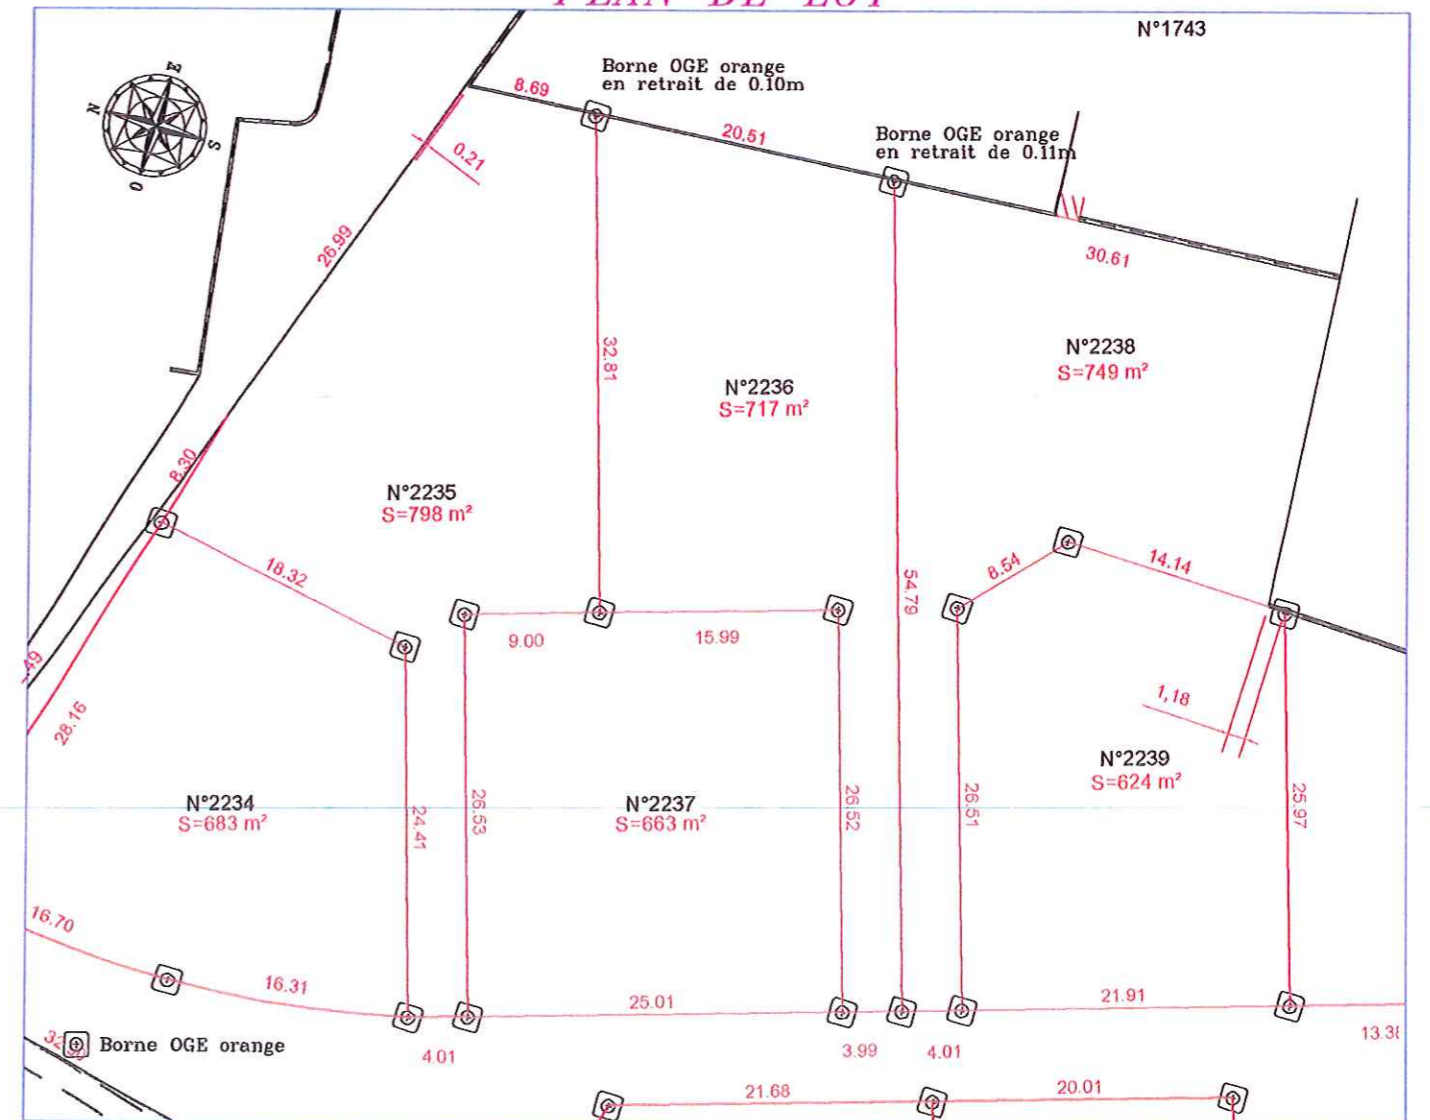 PLAN DE LOT
N°1743
Borne OGE orange
en retrait de 0.10m
8.69
E
N
S
O
20.51
Borne OGE orange
en retrait de 0.11m
0.21
26.99
30.61
32.81
N°2238
S=749 m²
N°2236
S=717 m²
8.30
N°2235
S=798 m²
18.32
8.54
14.14
54.79
9.00
15.99
.49
28.16
1,18
N°2239
S=624 m²
N°2234
S=683 m²
24.41
26.53
N°2237
S=663 m²
26.52
26.51
25.97
16.70
16.31
25.01
21.91
13.38
Borne OGE orange
4.01
3.99
4.01
21.68
20.01